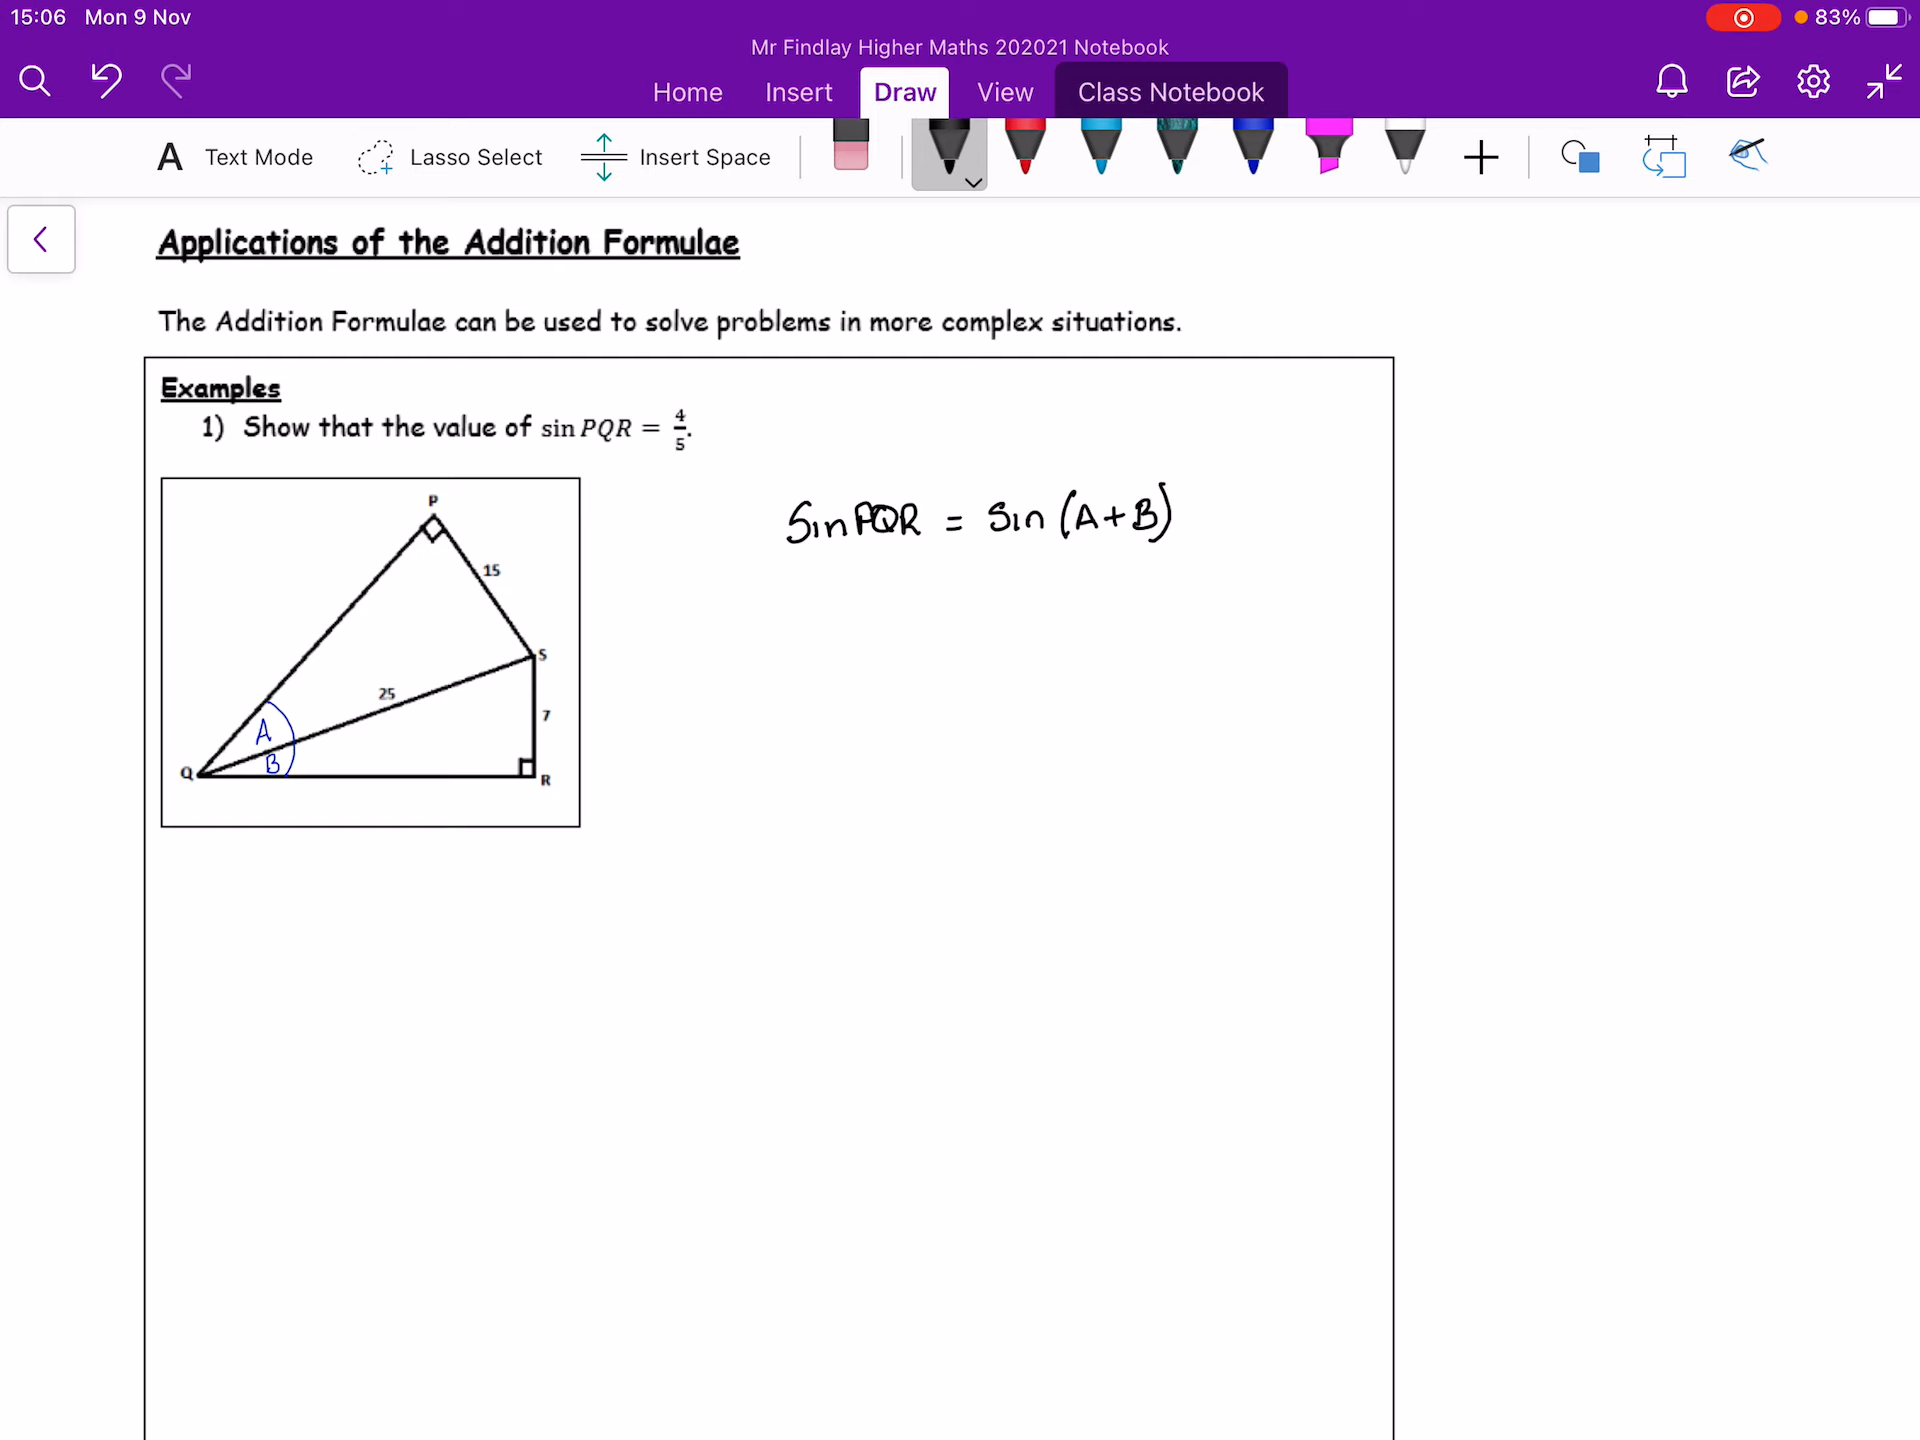 15:06 Mon 9 Nov
83%
Mr Findlay Higher Maths 202021 Notebook
Home Insert Draw View Class Notebook
A Text Mode Lasso Select Insert Space
Applications of the Addition Formulae
The Addition Formulae can be used to solve problems in more complex situations.
Examples
1) Show that the value of sin PQR = 4/5.
P
Sin PQR = Sin (A+B)
15
S
25
7
A
B
Q
R